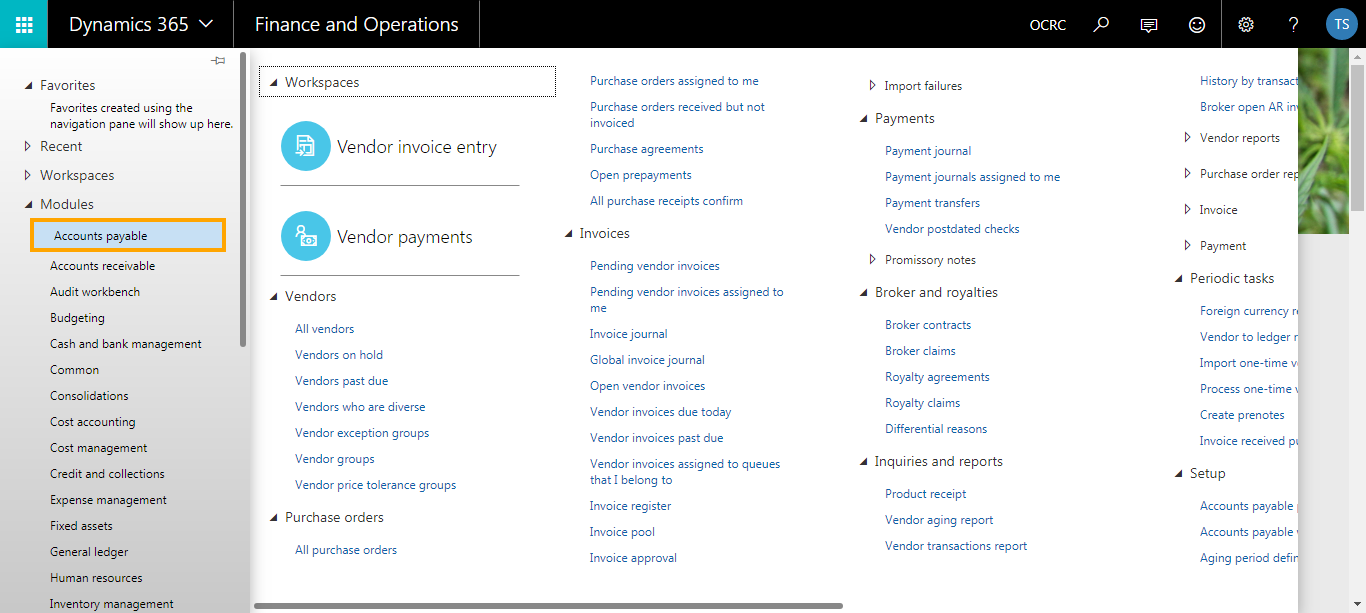 Dynamics 365
Finance and Operations
OCRC
?
TS
Favorites
Favorites created using the
navigation pane will show up here.
Recent
Workspaces
Modules
Accounts payable
Accounts receivable
Audit workbench
Budgeting
Cash and bank management
Common
Consolidations
Cost accounting
Cost management
Credit and collections
Expense management
Fixed assets
General ledger
Human resources
Inventory management
Workspaces
Vendor invoice entry
Vendor payments
Vendors
All vendors
Vendors on hold
Vendors past due
Vendors who are diverse
Vendor exception groups
Vendor groups
Vendor price tolerance groups
Purchase orders
All purchase orders
Purchase orders assigned to me
Purchase orders received but not
invoiced
Purchase agreements
Open prepayments
All purchase receipts confirm
Invoices
Pending vendor invoices
Pending vendor invoices assigned to
me
Invoice journal
Global invoice journal
Open vendor invoices
Vendor invoices due today
Vendor invoices past due
Vendor invoices assigned to queues
that I belong to
Invoice register
Invoice pool
Invoice approval
Import failures
Payments
Payment journal
Payment journals assigned to me
Payment transfers
Vendor postdated checks
Promissory notes
Broker and royalties
Broker contracts
Broker claims
Royalty agreements
Royalty claims
Differential reasons
Inquiries and reports
Product receipt
Vendor aging report
Vendor transactions report
History by transact
Broker open AR inv
Vendor reports
Purchase order rep
Invoice
Payment
Periodic tasks
Foreign currency re
Vendor to ledger r
Import one-time v
Process one-time v
Create prenotes
Invoice received pu
Setup
Accounts payable
Accounts payable
Aging period defin